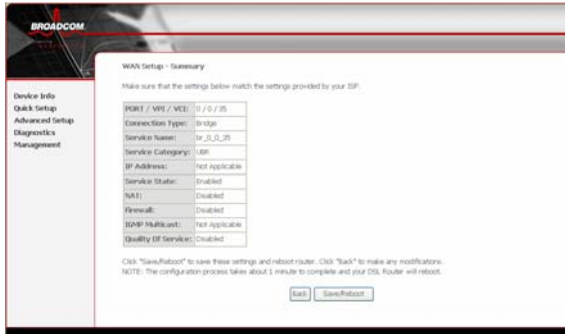 BROADCOM
WAN Setup - Summary
Make sure that the settings below match the settings provided by your ISP.
Device Info
Quick Setup
Advanced Setup
Diagnostics
Management
PORT / VPI / VCI: 0 / 0 / 35
Connection Type: Bridge
Service Name: br_0_0_35
Service Category: UBR
IP Address: Not Applicable
Service State: Enabled
NAT: Disabled
Firewall: Disabled
IGMP Multicast: Not Applicable
Quality Of Service: Disabled
Click "Save/Reboot" to save these settings and reboot router. Click "Back" to make any modifications.
NOTE: The configuration process takes about 1 minute to complete and your DSL Router will reboot.
Back Save/Reboot